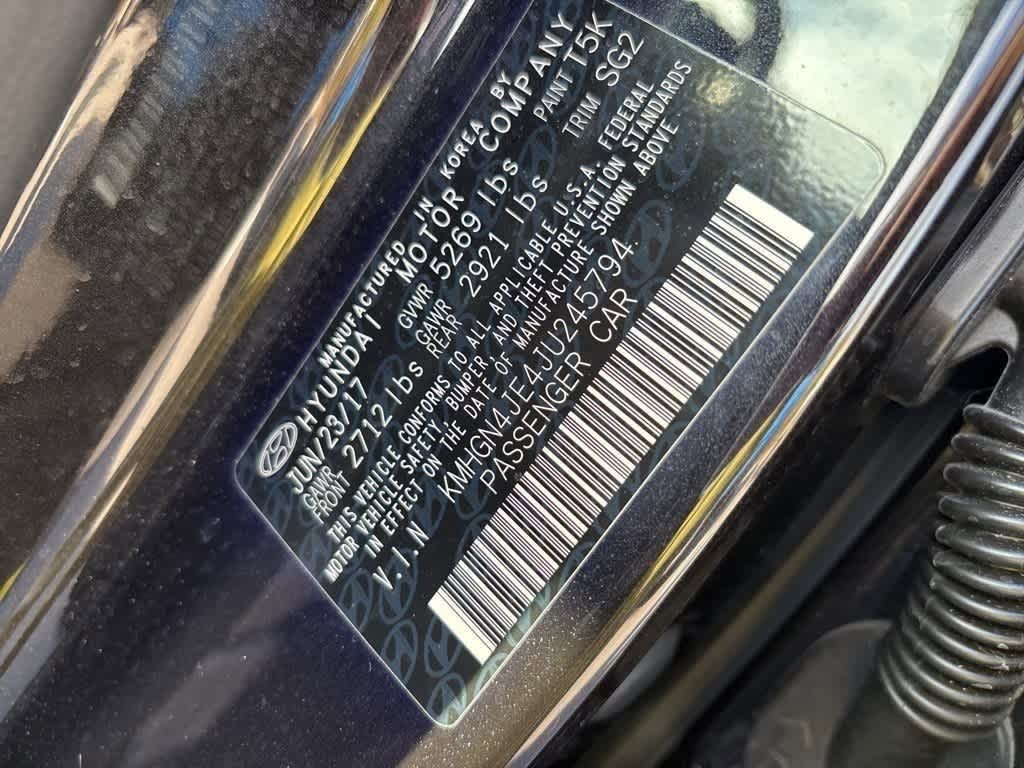 MANUFACTURED IN KOREA BY
HYUNDAI MOTOR COMPANY
JUN/23/17 GVWR 5269 lbs PAINT T5K
GAWR FRONT 2712 lbs GAWR REAR 2921 lbs TRIM SG2
THIS VEHICLE CONFORMS TO ALL APPLICABLE U.S.A. FEDERAL
MOTOR VEHICLE SAFETY, BUMPER AND THEFT PREVENTION STANDARDS
IN EFFECT ON THE DATE OF MANUFACTURE SHOWN ABOVE
V.I.N KMHGN4JE4JU245794
PASSENGER CAR